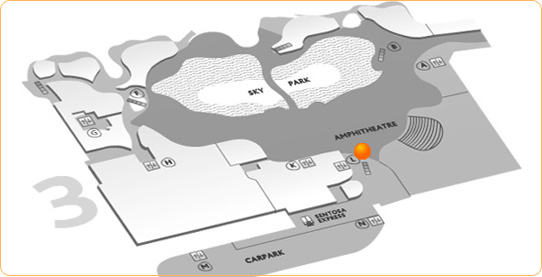 B
A
F
SKY PARK
G
AMPHITHEATRE
H
K
L
3
SENTOSA
EXPRESS
N
CARPARK
M